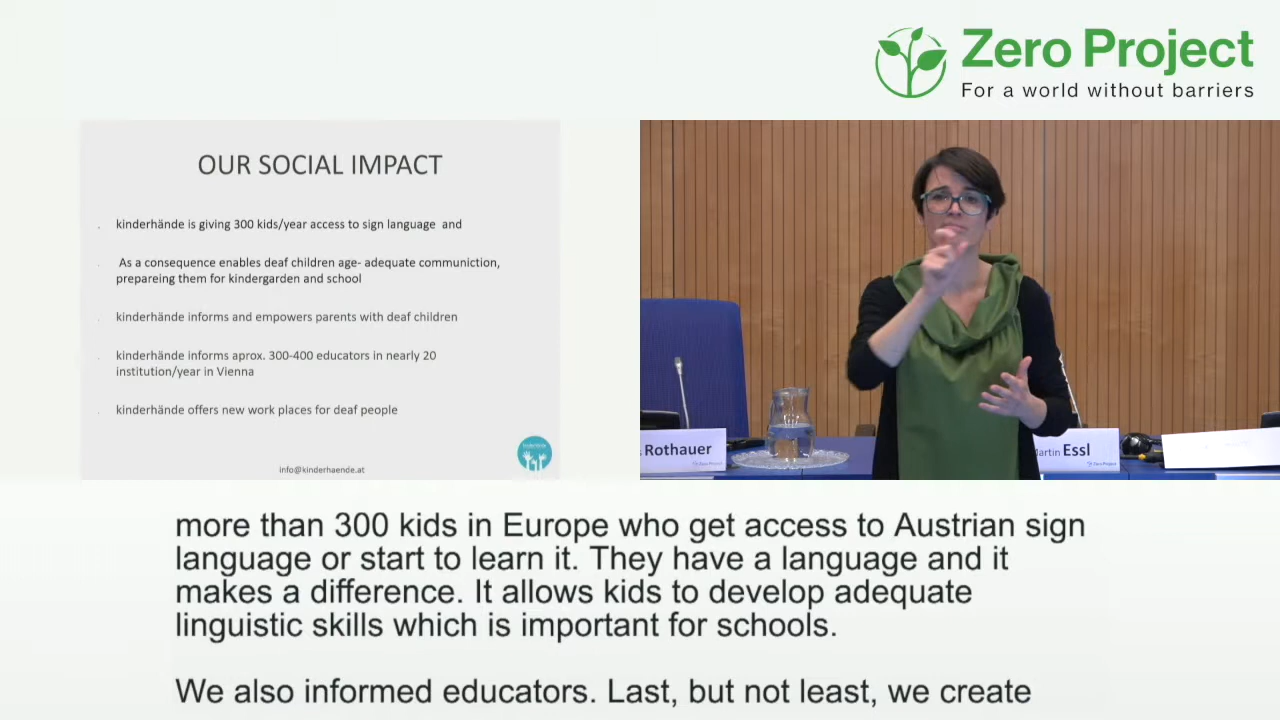 Zero Project
For a world without barriers
OUR SOCIAL IMPACT
kinderhände is giving 300 kids/year access to sign language and
As a consequence enables deaf children age- adequate communiction,
prepareing them for kindergarden and school
kinderhände informs and empowers parents with deaf children
kinderhände informs aprox. 300-400 educators in nearly 20
institution/year in Vienna
kinderhände offers new work places for deaf people
kinderhände
info@kinderhaende.at
Rothauer
Zero Project
Martin Essl
Zero Project
more than 300 kids in Europe who get access to Austrian sign
language or start to learn it. They have a language and it
makes a difference. It allows kids to develop adequate
linguistic skills which is important for schools.
We also informed educators. Last, but not least, we create